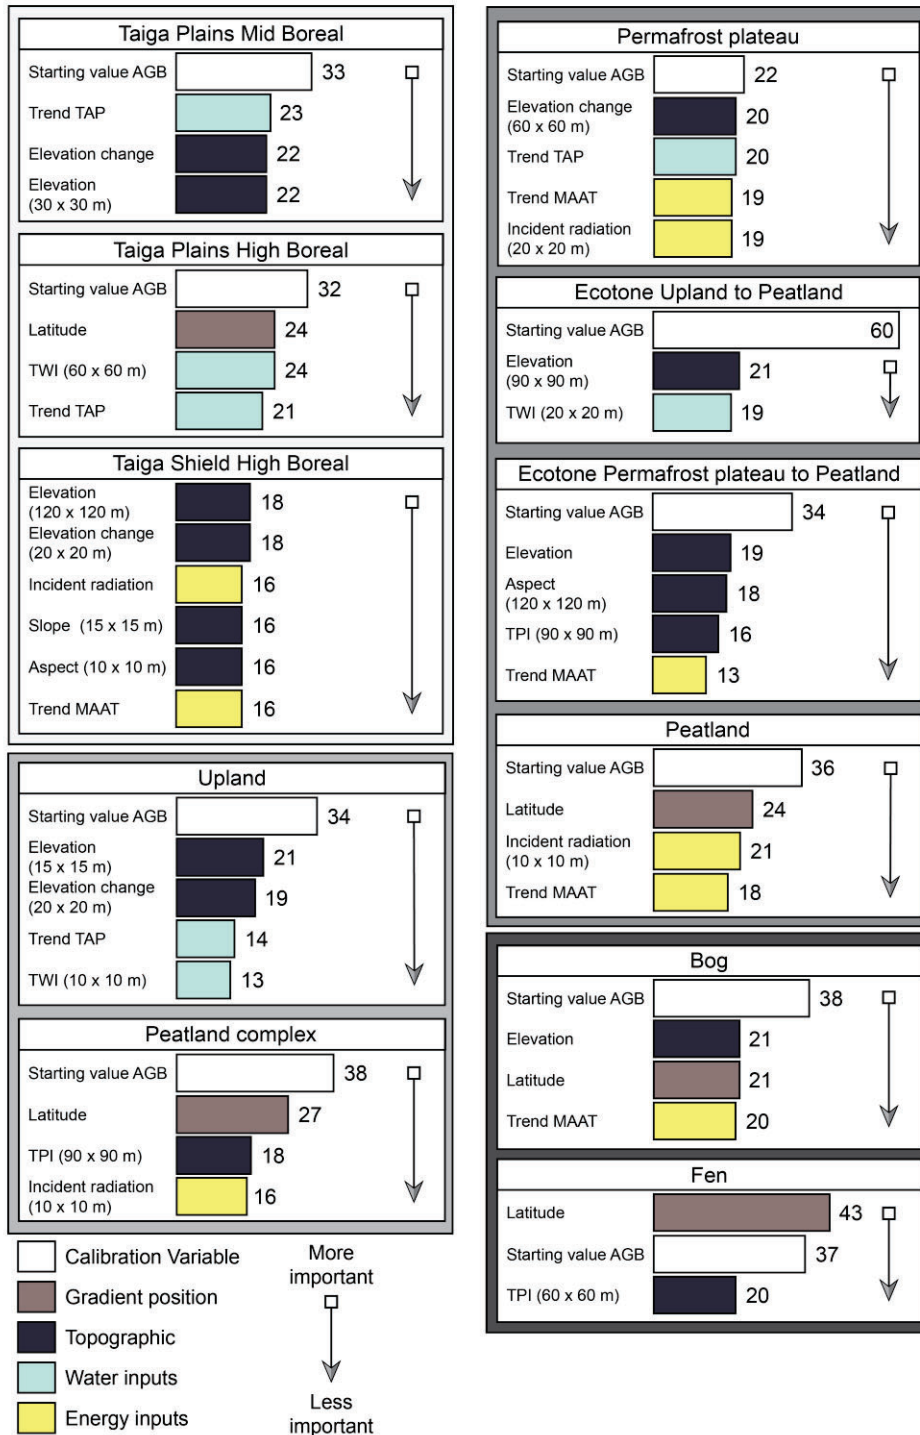 Taiga Plains Mid Boreal
Starting value AGB 33
Trend TAP 23
Elevation change 22
Elevation
(30 x 30 m) 22
Taiga Plains High Boreal
Starting value AGB 32
Latitude 24
TWI (60 x 60 m) 24
Trend TAP 21
Taiga Shield High Boreal
Elevation
(120 x 120 m) 18
Elevation change
(20 x 20 m) 18
Incident radiation 16
Slope (15 x 15 m) 16
Aspect (10 x 10 m) 16
Trend MAAT 16
Upland
Starting value AGB 34
Elevation
(15 x 15 m) 21
Elevation change
(20 x 20 m) 19
Trend TAP 14
TWI (10 x 10 m) 13
Peatland complex
Starting value AGB 38
Latitude 27
TPI (90 x 90 m) 18
Incident radiation
(10 x 10 m) 16
Calibration Variable
Gradient position
Topographic
Water inputs
Energy inputs
More
important
Less
important
Permafrost plateau
Starting value AGB 22
Elevation change
(60 x 60 m) 20
Trend TAP 20
Trend MAAT 19
Incident radiation
(20 x 20 m) 19
Ecotone Upland to Peatland
Starting value AGB 60
Elevation
(90 x 90 m) 21
TWI (20 x 20 m) 19
Ecotone Permafrost plateau to Peatland
Starting value AGB 34
Elevation 19
Aspect
(120 x 120 m) 18
TPI (90 x 90 m) 16
Trend MAAT 13
Peatland
Starting value AGB 36
Latitude 24
Incident radiation
(10 x 10 m) 21
Trend MAAT 18
Bog
Starting value AGB 38
Elevation 21
Latitude 21
Trend MAAT 20
Fen
Latitude 43
Starting value AGB 37
TPI (60 x 60 m) 20